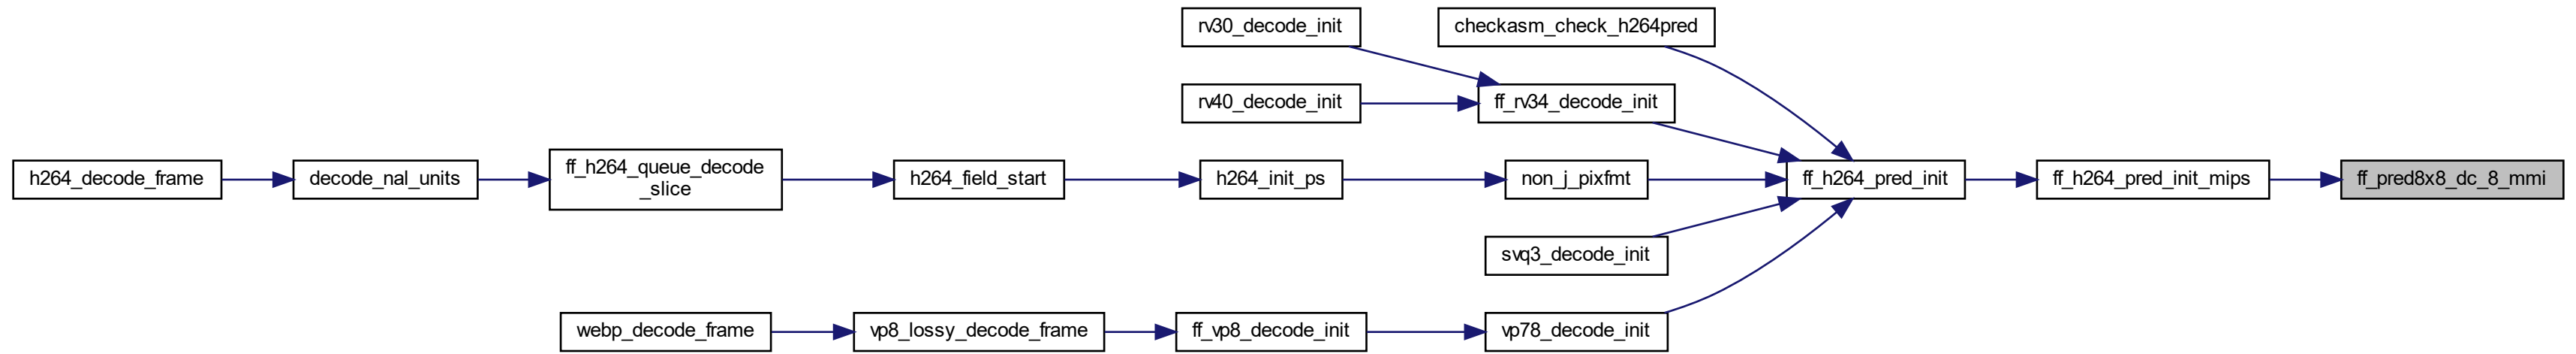 rv30_decode_init
checkasm_check_h264pred
rv40_decode_init
ff_rv34_decode_init
h264_decode_frame
decode_nal_units
ff_h264_queue_decode
_slice
h264_field_start
h264_init_ps
non_j_pixfmt
ff_h264_pred_init
ff_h264_pred_init_mips
ff_pred8x8_dc_8_mmi
svq3_decode_init
webp_decode_frame
vp8_lossy_decode_frame
ff_vp8_decode_init
vp78_decode_init